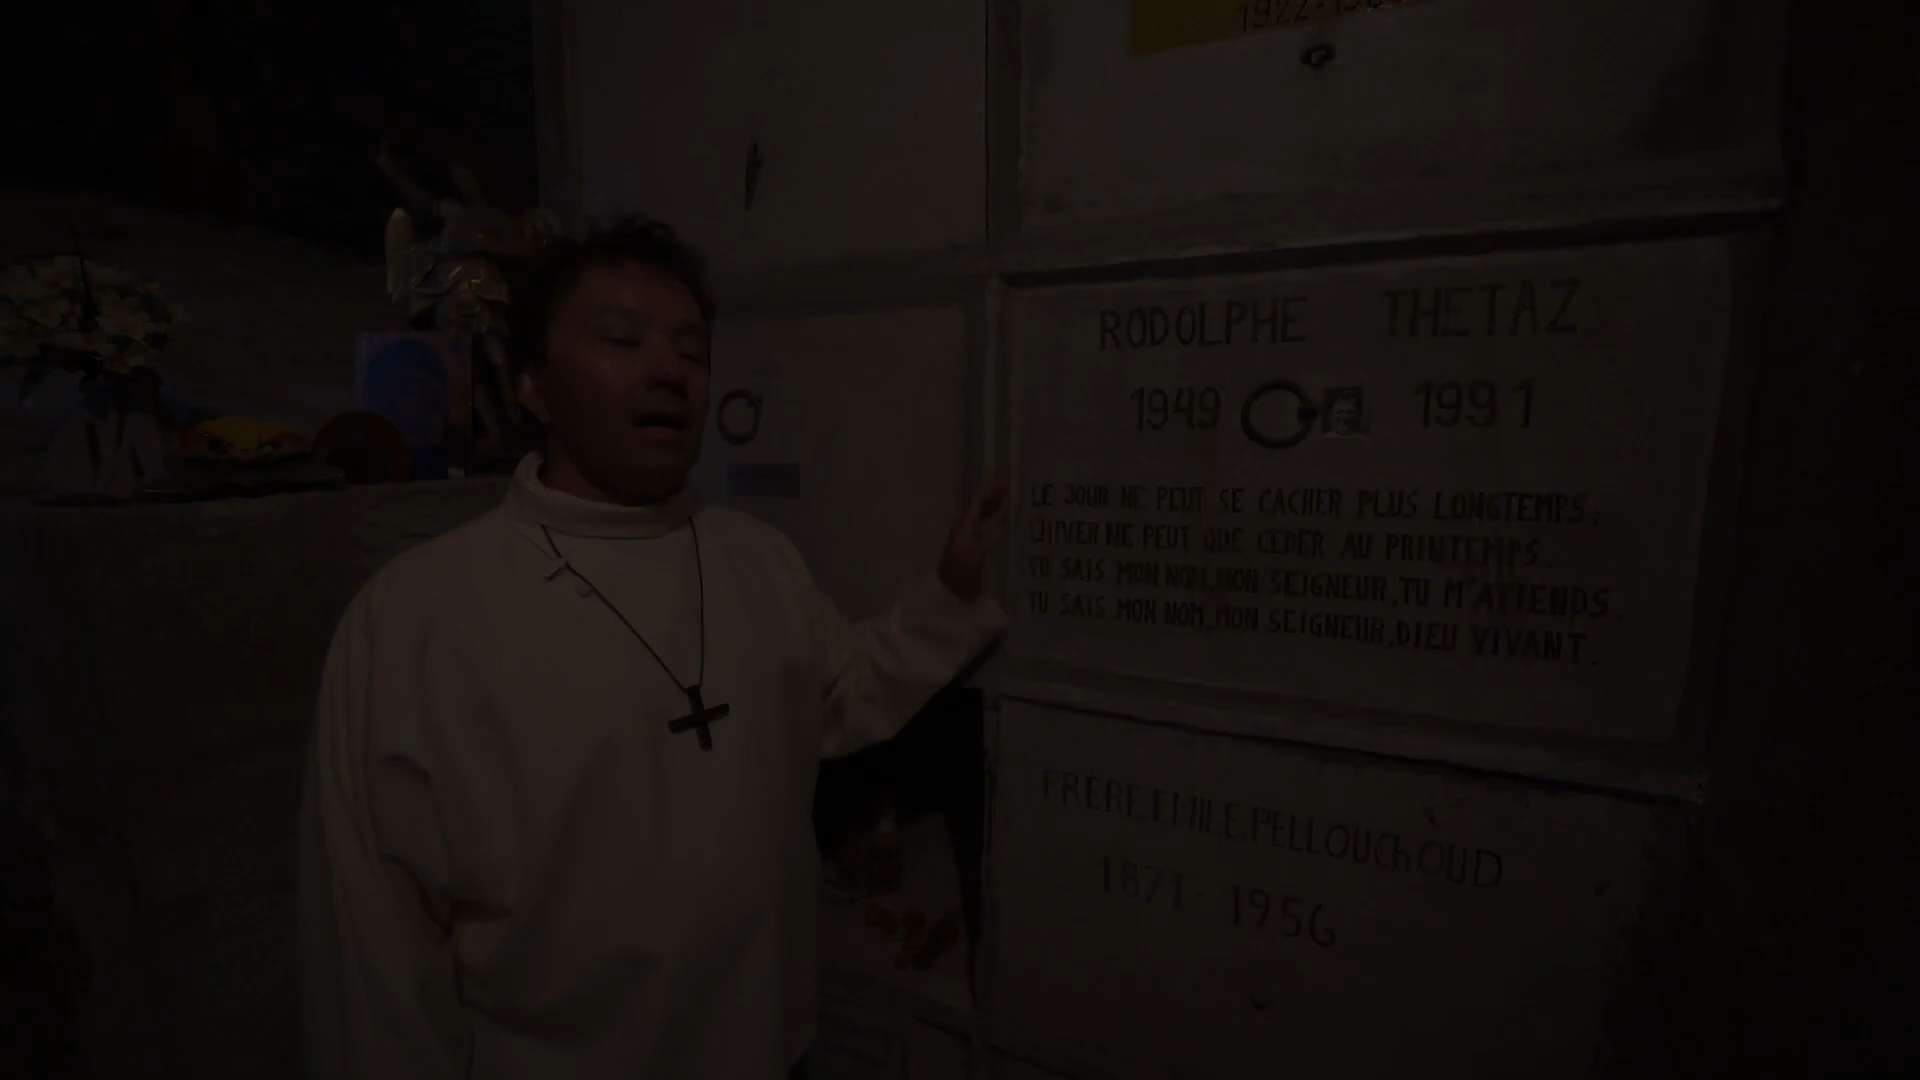 RODOLPHE THETAZ
1949 1991
LE JOUR NE PEUT SE CACHER PLUS LONGTEMPS;
L'HIVER NE PEUT QUE CEDER AU PRINTEMPS.
TU SAIS MON NOM, MON SEIGNEUR, TU M'ATTENDS.
TU SAIS MON NOM, MON SEIGNEUR, DIEU VIVANT.
FRERE.EMILE.PELLOUChOUD
1871 - 1956